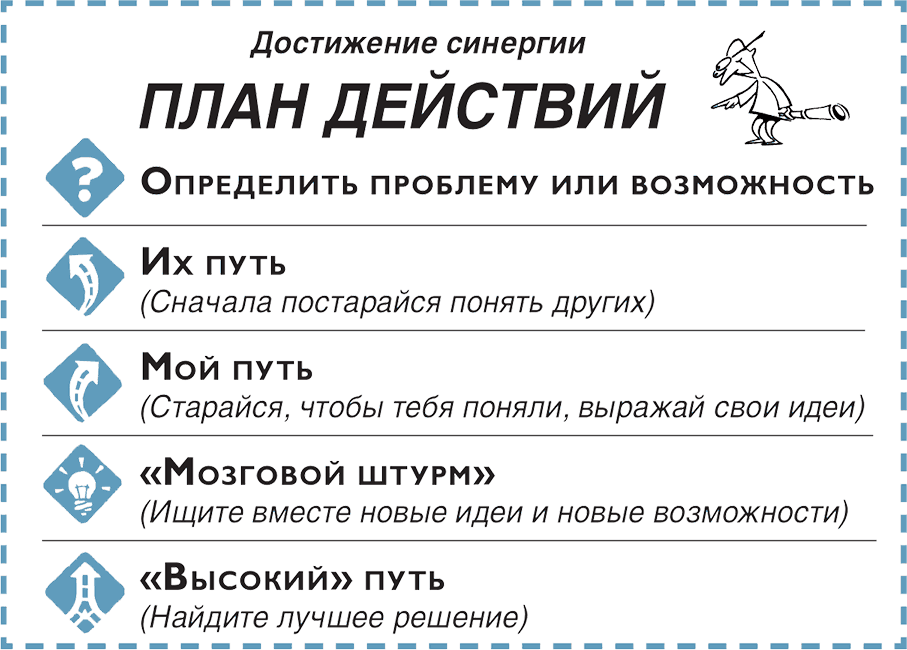 Достижение синергии
ПЛАН ДЕЙСТВИЙ
?
Определить проблему или возможность
Их путь
(Сначала постарайся понять других)
Мой путь
(Старайся, чтобы тебя поняли, выражай свои идеи)
«Мозговой штурм»
(Ищите вместе новые идеи и новые возможности)
«Высокий» путь
(Найдите лучшее решение)